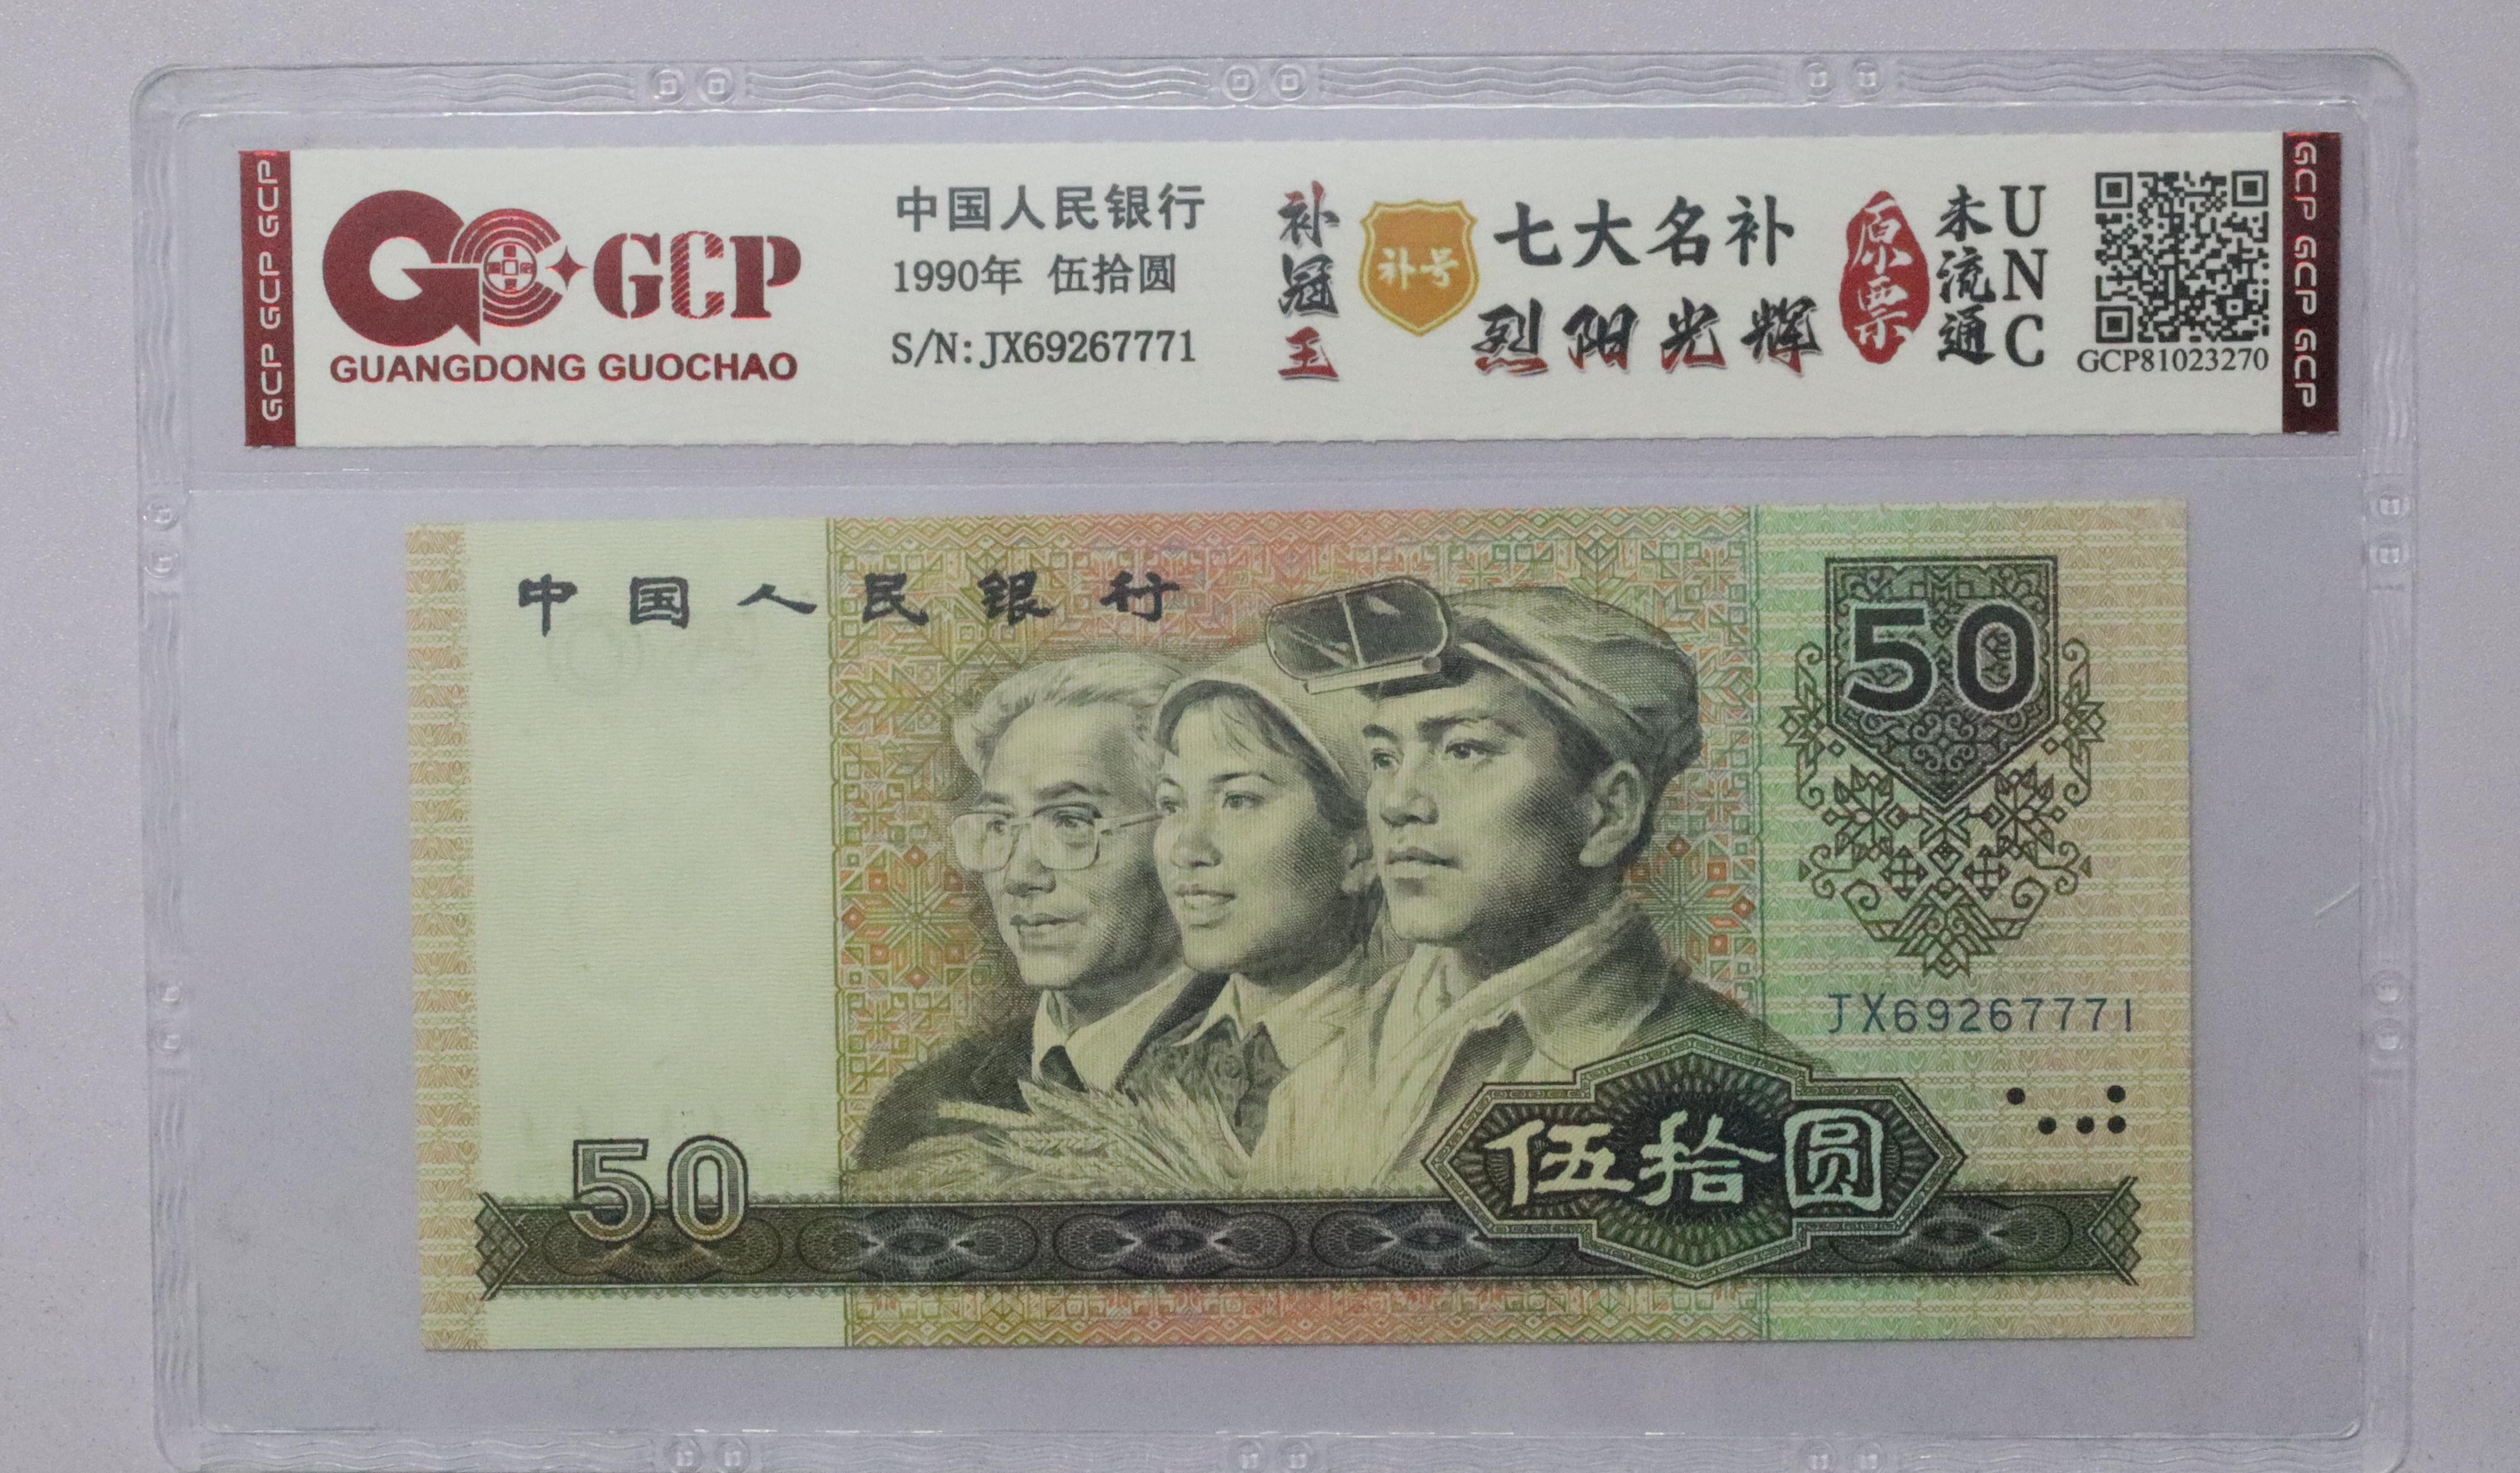 GCP GCP GCP
GCP
GUANGDONG GUOCHAO
中国人民银行
1990年 伍拾圆
S/N: JX69267771
补冠王
补号
七大名补
烈阳光辉
原票
未流通
UNC
GCP81023270
GCP GCP GCP
中国人民银行
50
JX69267771
50
伍拾圆